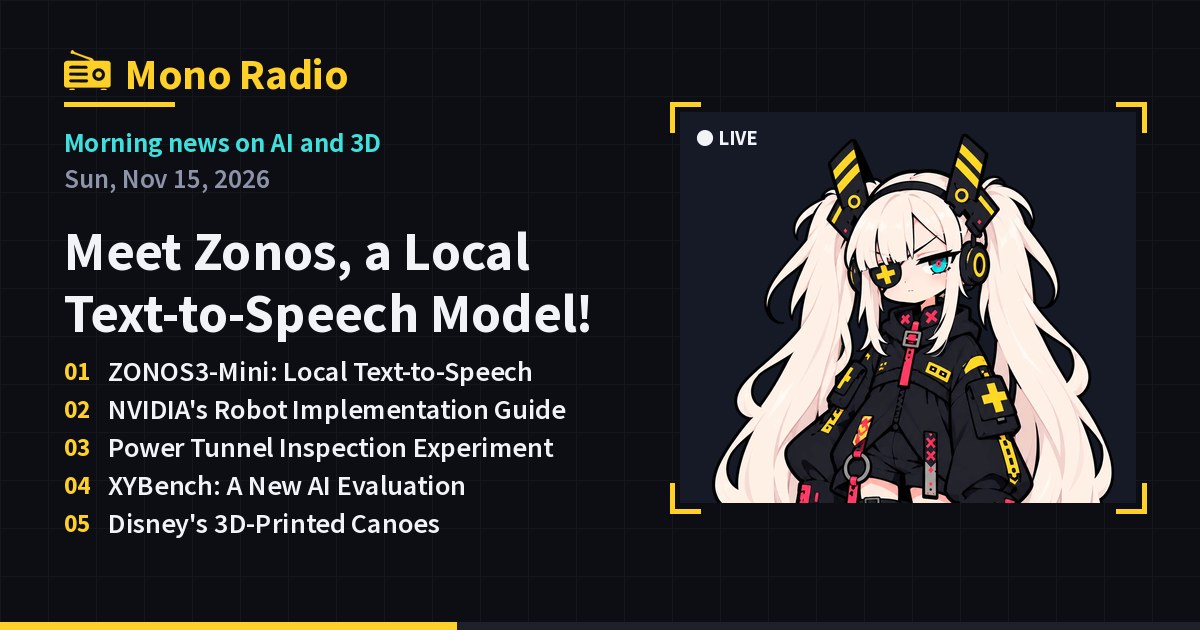 Mono Radio
Morning news on AI and 3D
Sun, Nov 15, 2026
Meet Zonos, a Local
Text-to-Speech Model!
01 ZONOS3-Mini: Local Text-to-Speech
02 NVIDIA's Robot Implementation Guide
03 Power Tunnel Inspection Experiment
04 XYBench: A New AI Evaluation
05 Disney's 3D-Printed Canoes
LIVE